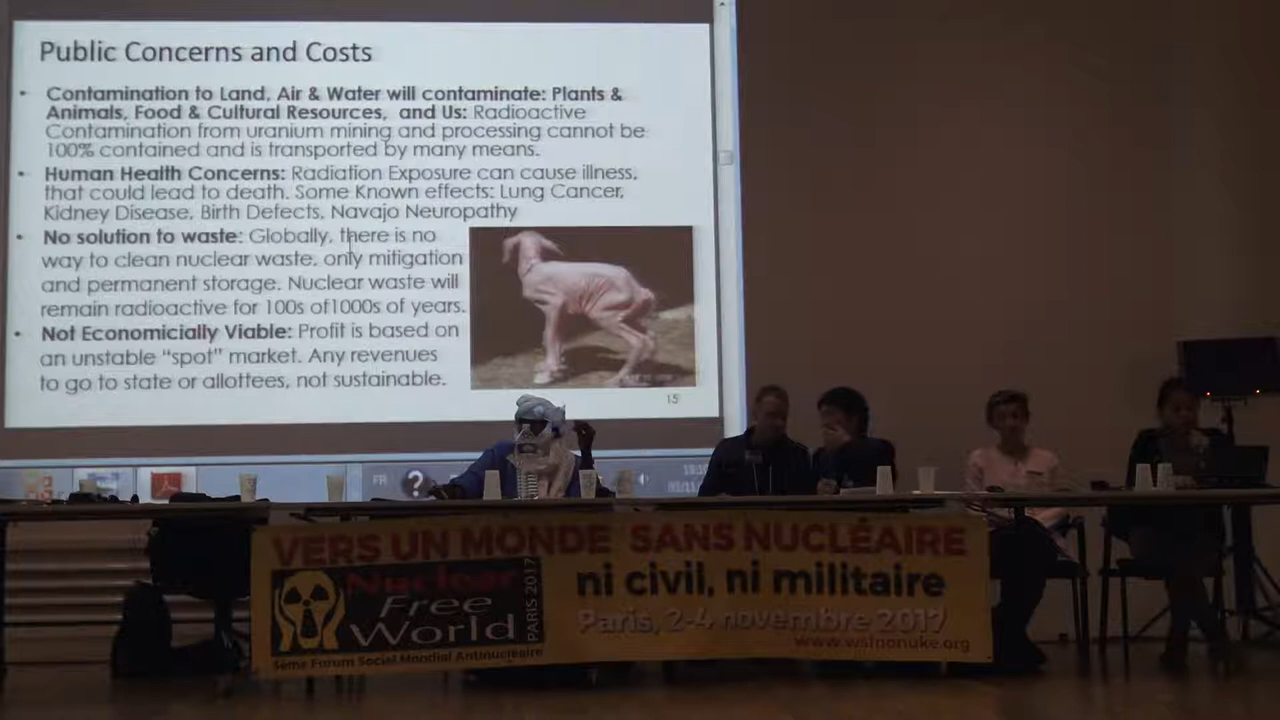 Public Concerns and Costs
• Contamination to Land, Air & Water will contaminate: Plants &
Animals, Food & Cultural Resources, and Us: Radioactive
Contamination from uranium mining and processing cannot be
100% contained and is transported by many means.
• Human Health Concerns: Radiation Exposure can cause illness,
that could lead to death. Some Known effects: Lung Cancer,
Kidney Disease, Birth Defects, Navajo Neuropathy
• No solution to waste: Globally, there is no
way to clean nuclear waste, only mitigation
and permanent storage. Nuclear waste will
remain radioactive for 100s of1000s of years.
• Not Economicially Viable: Profit is based on
an unstable “spot” market. Any revenues
to go to state or allottees, not sustainable.
15
FR
?
VERS UN MONDE SANS NUCLÉAIRE
ni civil, ni militaire
Paris, 2-4 novembre 2017
www.wsfnonuke.org
Nuclear
Free
World
PARIS 2017
3ème Forum Social Mondial Antinucléaire